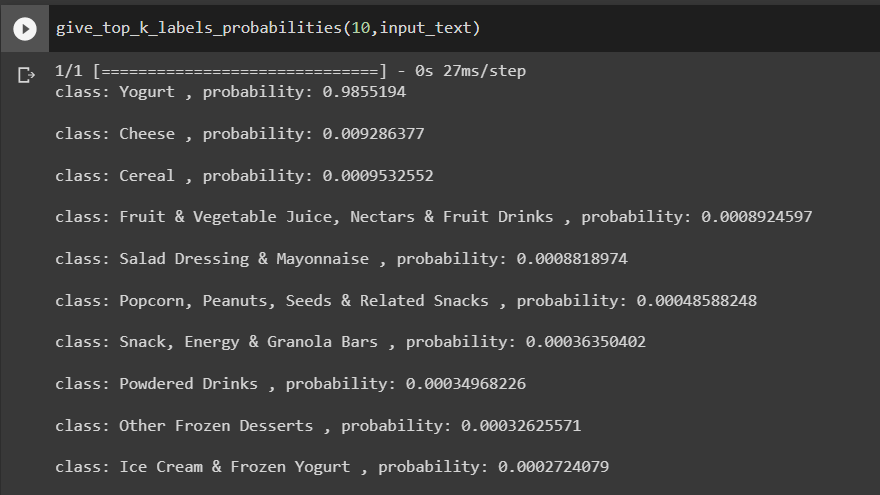 give_top_k_labels_probabilities(10,input_text)
1/1 [==============================] - 0s 27ms/step
class: Yogurt , probability: 0.9855194
class: Cheese , probability: 0.009286377
class: Cereal , probability: 0.0009532552
class: Fruit & Vegetable Juice, Nectars & Fruit Drinks , probability: 0.0008924597
class: Salad Dressing & Mayonnaise , probability: 0.0008818974
class: Popcorn, Peanuts, Seeds & Related Snacks , probability: 0.00048588248
class: Snack, Energy & Granola Bars , probability: 0.00036350402
class: Powdered Drinks , probability: 0.00034968226
class: Other Frozen Desserts , probability: 0.00032625571
class: Ice Cream & Frozen Yogurt , probability: 0.0002724079